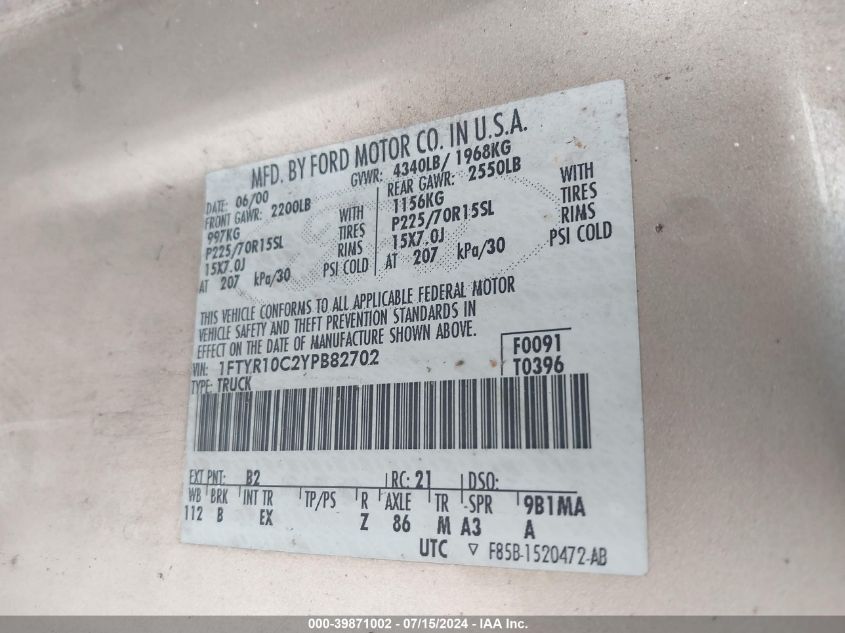 MFD. BY FORD MOTOR CO. IN U.S.A.
DATE: 06/00 GVWR: 4340LB/ 1968KG
FRONT GAWR: 2200LB REAR GAWR: 2550LB
997KG WITH 1156KG WITH
P225/70R15SL TIRES P225/70R15SL TIRES
15X7.0J RIMS 15X7.0J RIMS
AT 207 kPa/30 PSI COLD AT 207 kPa/30 PSI COLD
THIS VEHICLE CONFORMS TO ALL APPLICABLE FEDERAL MOTOR
VEHICLE SAFETY AND THEFT PREVENTION STANDARDS IN
EFFECT ON THE DATE OF MANUFACTURE SHOWN ABOVE.
VIN: 1FTYR10C2YPB82702 F0091
TYPE: TRUCK T0396
EXT PNT: B2 RC: 21 DSO:
WB BRK INT TR TP/PS R AXLE TR SPR 9B1MA
112 B EX Z 86 M A3 A
UTC ▽ F85B-1520472-AB
000-39871002 - 07/15/2024 - IAA Inc.